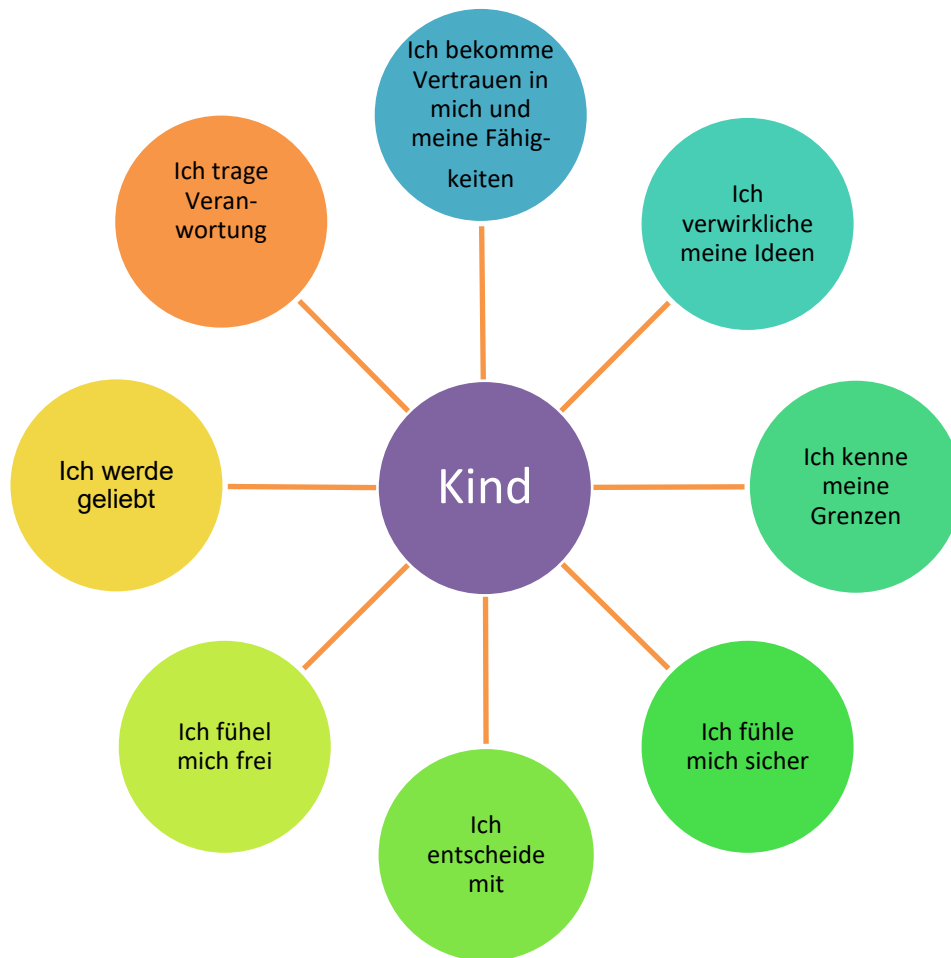 Ich bekomme
Vertrauen in
mich und
meine Fähig-
keiten
Ich
verwirkliche
meine Ideen
Ich kenne
meine
Grenzen
Ich fühle
mich sicher
Ich
entscheide
mit
Ich fühel
mich frei
Ich werde
geliebt
Ich trage
Veran-
wortung
Kind